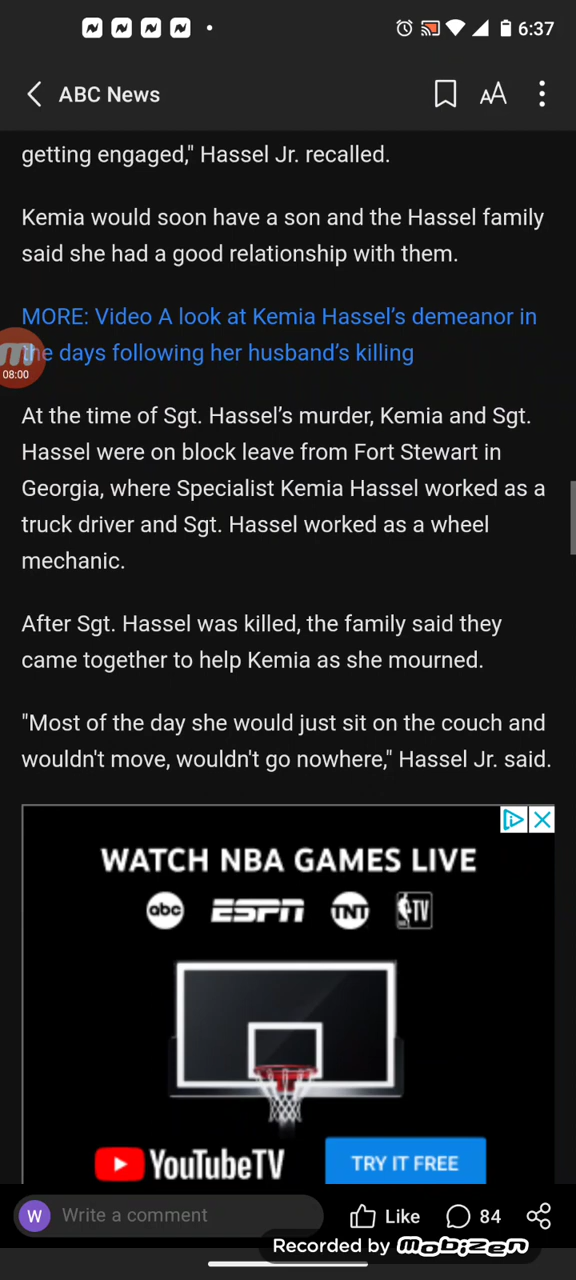 6:37
ABC News
AA
getting engaged," Hassel Jr. recalled.
Kemia would soon have a son and the Hassel family
said she had a good relationship with them.
MORE: Video A look at Kemia Hassel’s demeanor in
the days following her husband’s killing
08:00
At the time of Sgt. Hassel’s murder, Kemia and Sgt.
Hassel were on block leave from Fort Stewart in
Georgia, where Specialist Kemia Hassel worked as a
truck driver and Sgt. Hassel worked as a wheel
mechanic.
After Sgt. Hassel was killed, the family said they
came together to help Kemia as she mourned.
"Most of the day she would just sit on the couch and
wouldn't move, wouldn't go nowhere," Hassel Jr. said.
WATCH NBA GAMES LIVE
abc ESPN TNT TV
YouTubeTV TRY IT FREE
W Write a comment Like 84
Recorded by mobizen